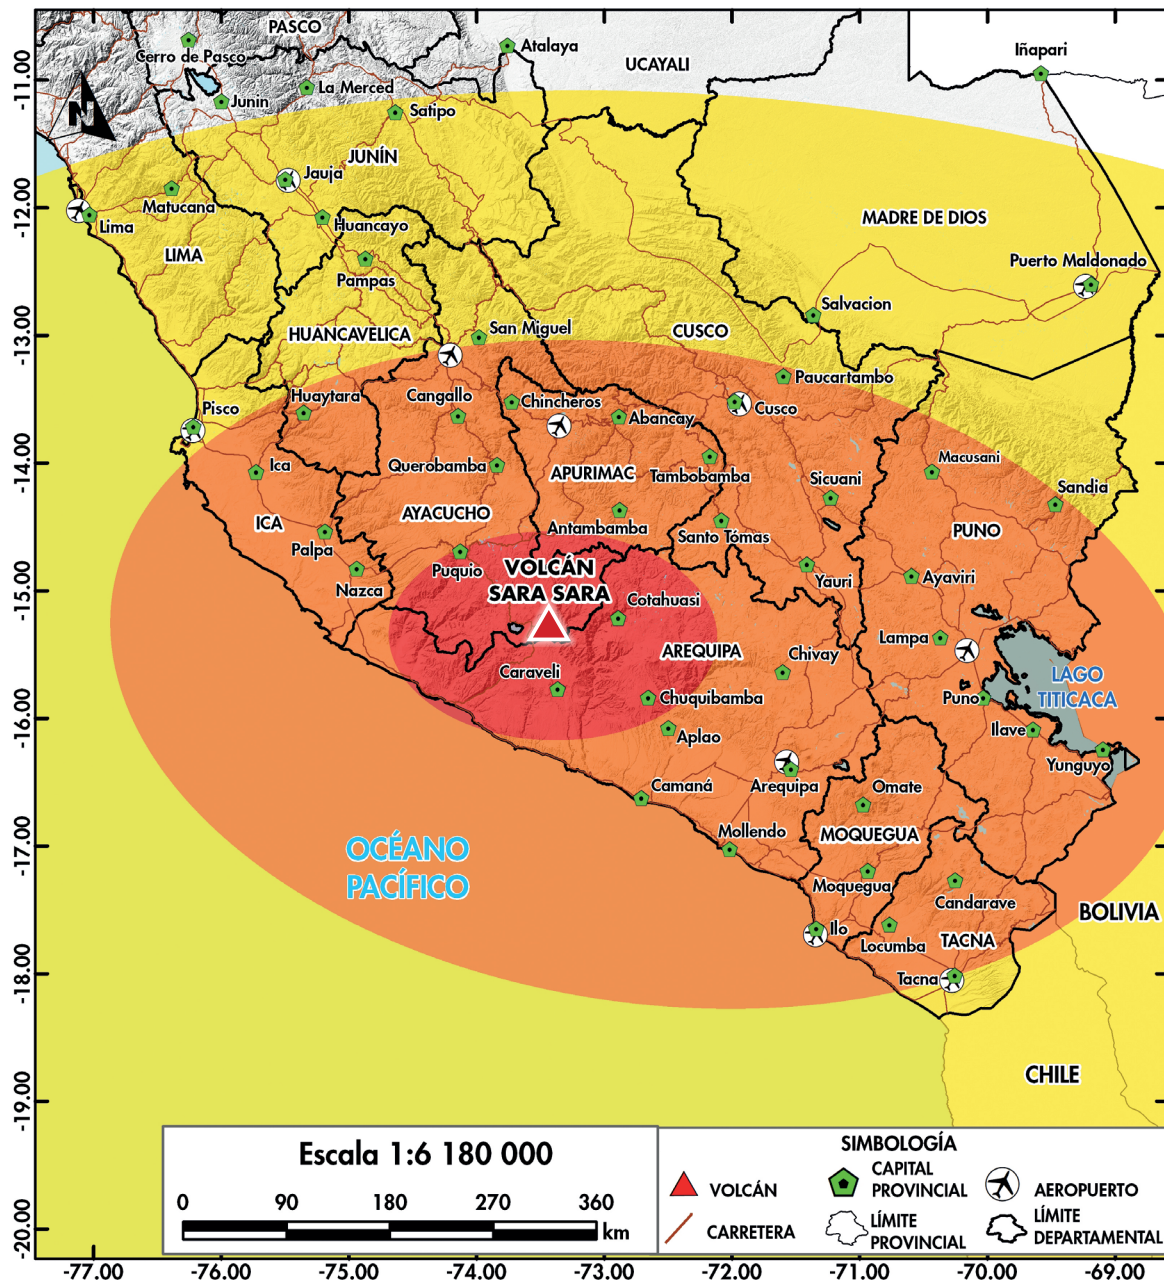 PASCO
Cerro de Pasco
Atalaya
Iñapari
UCAYALI
-11.00
N
La Merced
Junin
Satipo
JUNÍN
Jauja
-12.00
Matucana
Lima
Huancayo
MADRE DE DIOS
LIMA
Puerto Maldonado
Pampas
Salvacion
-13.00
HUANCAVELICA
San Miguel
CUSCO
Paucartambo
Huaytara
Cangallo
Pisco
Chincheros
Cusco
Abancay
-14.00
Ica
Querobamba
APURIMAC
Tambobamba
Sicuani
Macusani
Sandia
AYACUCHO
ICA
Antambamba
Santo Tómas
PUNO
Palpa
Puquio
VOLCÁN
SARA SARA
Yauri
Ayaviri
-15.00
Nazca
Cotahuasi
Lampa
AREQUIPA
Chivay
Caraveli
LAGO
TITICACA
Chuquibamba
Puno
-16.00
Aplao
Ilave
Yunguyo
Camaná
Arequipa
Omate
Mollendo
MOQUEGUA
-17.00
OCÉANO
PACÍFICO
Moquegua
Candarave
BOLIVIA
Ilo
Locumba
TACNA
Tacna
-18.00
CHILE
-19.00
Escala 1:6 180 000
0 90 180 270 360
km
SIMBOLOGÍA
VOLCÁN
CAPITAL
PROVINCIAL
AEROPUERTO
CARRETERA
LÍMITE
PROVINCIAL
LÍMITE
DEPARTAMENTAL
-20.00
-77.00 -76.00 -75.00 -74.00 -73.00 -72.00 -71.00 -70.00 -69.00